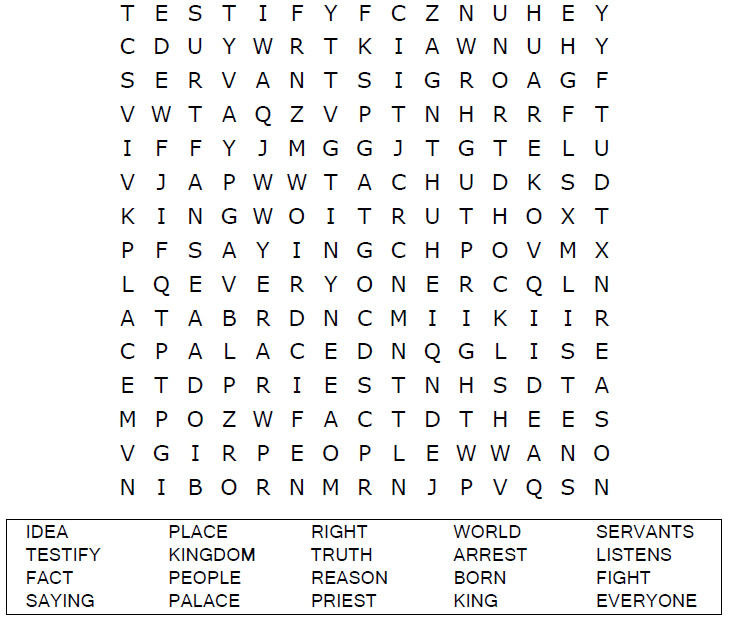 T E S T I F Y F C Z N U H E Y
C D U Y W R T K I A W N U H Y
S E R V A N T S I G R O A G F
V W T A Q Z V P T N H R R F T
I F F Y J M G G J T G T E L U
V J A P W W T A C H U D K S D
K I N G W O I T R U T H O X T
P F S A Y I N G C H P O V M X
L Q E V E R Y O N E R C Q L N
A T A B R D N C M I I K I I R
C P A L A C E D N Q G L I S E
E T D P R I E S T N H S D T A
M P O Z W F A C T D T H E E S
V G I R P E O P L E W W A N O
N I B O R N M R N J P V Q S N
IDEA PLACE RIGHT WORLD SERVANTS
TESTIFY KINGDOM TRUTH ARREST LISTENS
FACT PEOPLE REASON BORN FIGHT
SAYING PALACE PRIEST KING EVERYONE